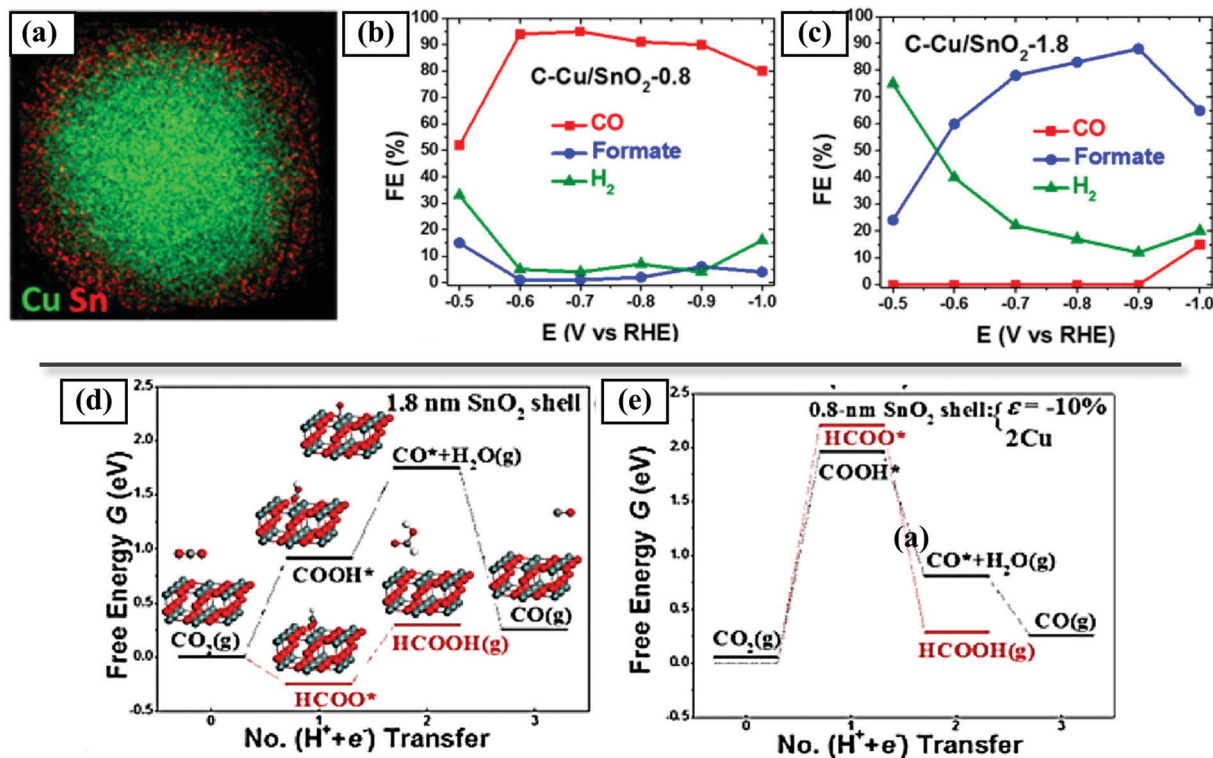 (a)
Cu Sn
(b)
C-Cu/SnO₂-0.8
CO
Formate
H₂
FE (%)
100
90
80
70
60
50
40
30
20
10
0
-0.5 -0.6 -0.7 -0.8 -0.9 -1.0
E (V vs RHE)
(c)
C-Cu/SnO₂-1.8
CO
Formate
H₂
FE (%)
100
90
80
70
60
50
40
30
20
10
0
-0.5 -0.6 -0.7 -0.8 -0.9 -1.0
E (V vs RHE)
(d)
1.8 nm SnO₂ shell
CO*+H₂O(g)
COOH*
CO₂(g)
HCOO*
HCOOH(g)
CO(g)
Free Energy G (eV)
2.5
2.0
1.5
1.0
0.5
0.0
-0.5
0 1 2 3
No. (H⁺+e⁻) Transfer
(e)
0.8-nm SnO₂ shell:{ ε= -10%
2Cu
HCOO*
COOH*
(a)
CO*+H₂O(g)
CO₂(g)
HCOOH(g)
CO(g)
Free Energy G (eV)
2.5
2.0
1.5
1.0
0.5
0.0
-0.5
0 1 2 3
No. (H⁺+e⁻) Transfer